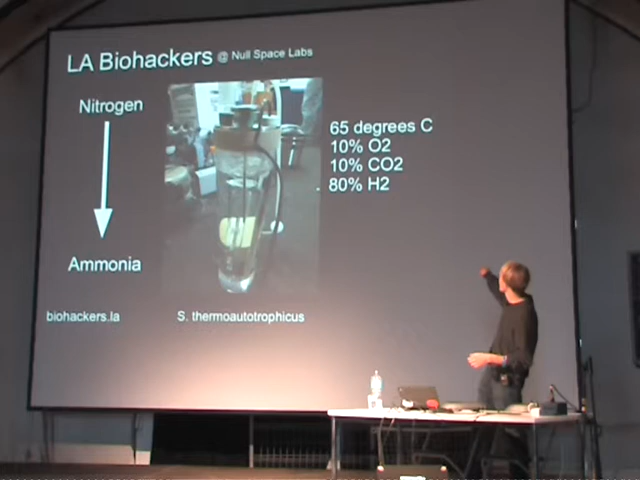 LA Biohackers @ Null Space Labs
Nitrogen
65 degrees C
10% O2
10% CO2
80% H2
Ammonia
biohackers.la
S. thermoautotrophicus